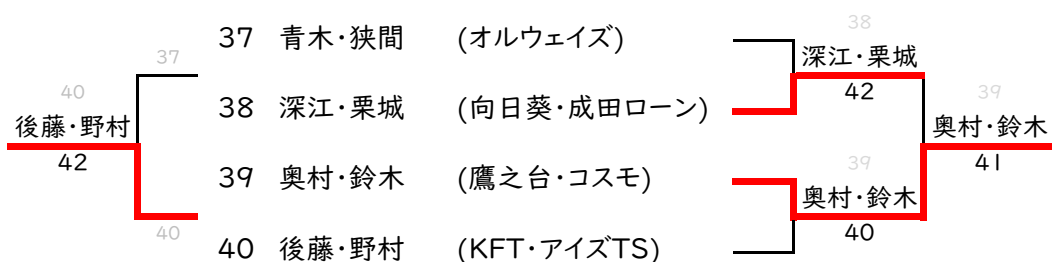 38
37 青木・狭間 (オルウェイズ)
37
深江・栗城
42
40
39
38 深江・栗城 (向日葵・成田ローン)
後藤・野村
42
奥村・鈴木
41
39
39 奥村・鈴木 (鷹之台・コスモ)
奥村・鈴木
40
40
40 後藤・野村 (KFT・アイズTS)